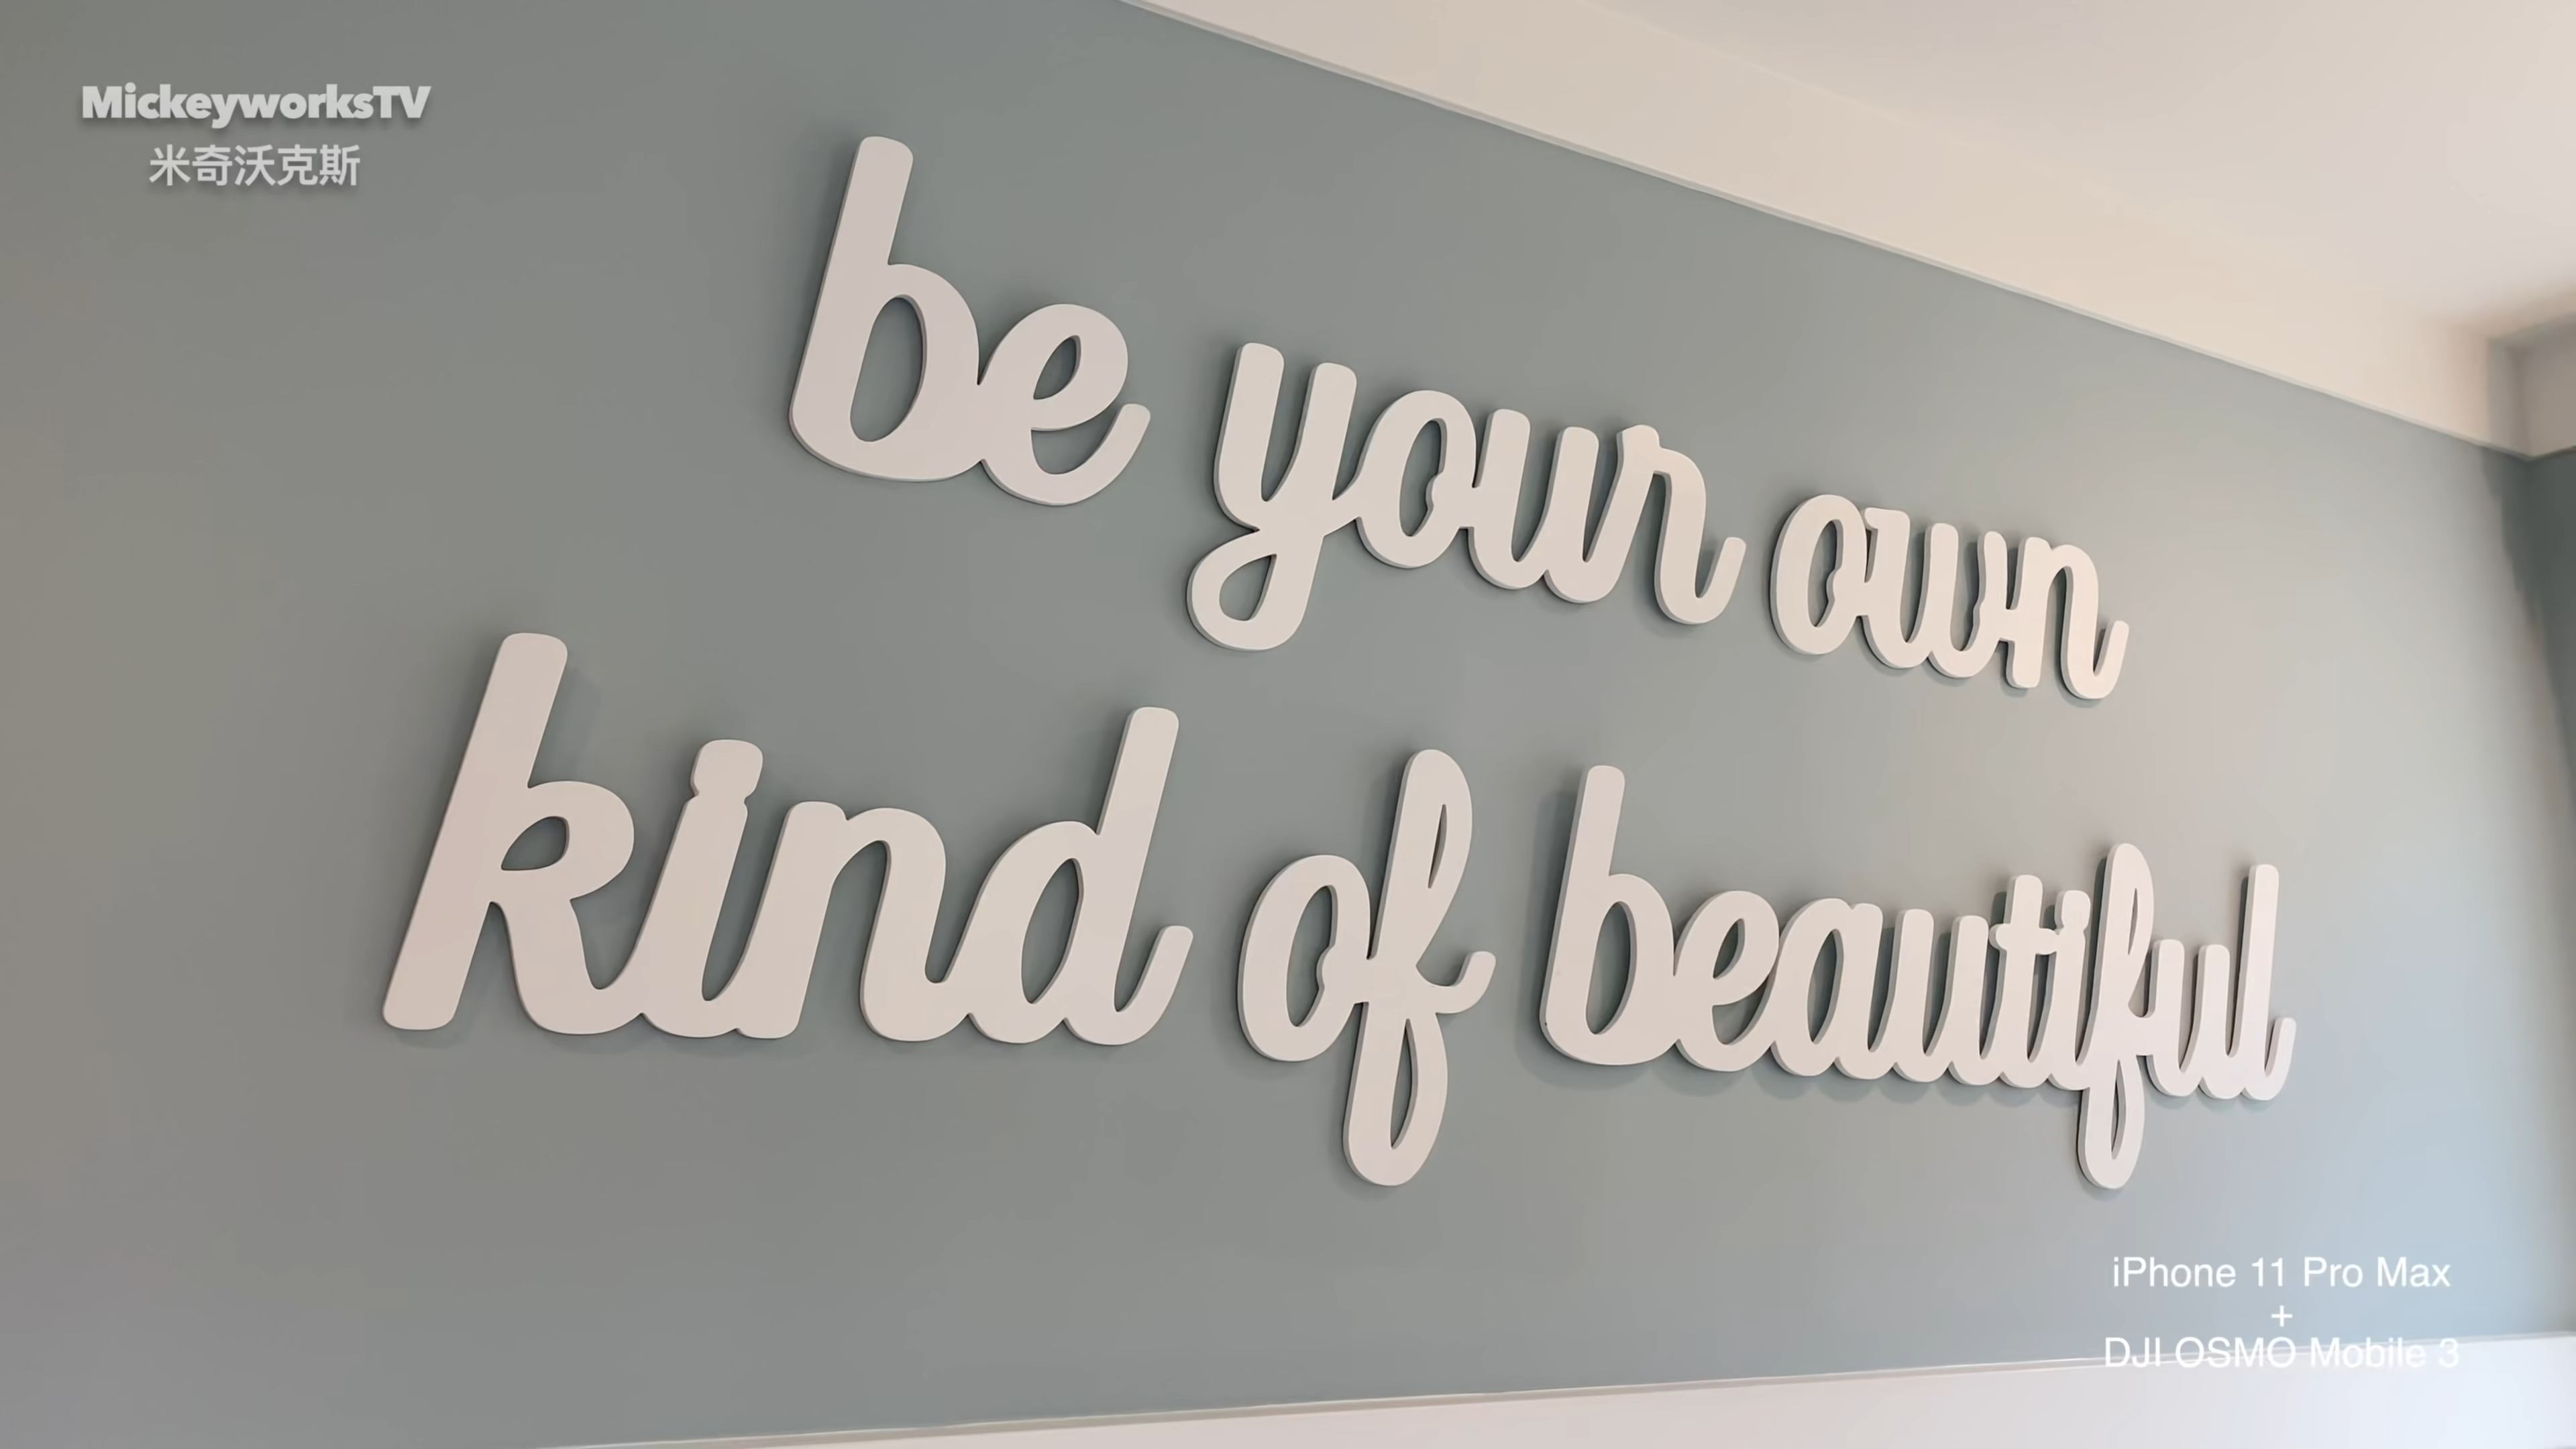 MickeyworksTV
米奇沃克斯
be your own
kind of beautiful
iPhone 11 Pro Max
+
DJI OSMO Mobile 3